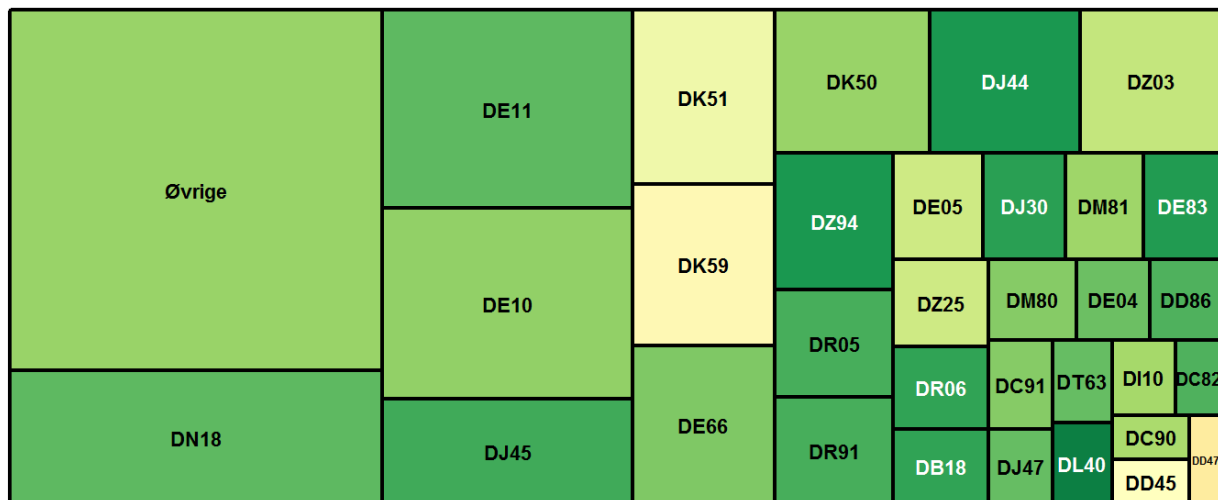 Øvrige
DN18
DE11
DE10
DJ45
DK51
DK59
DE66
DK50
DJ44
DZ03
DZ94
DR05
DR91
DE05
DJ30
DM81
DE83
DZ25
DM80
DE04
DD86
DR06
DB18
DC91
DJ47
DT63
DL40
DI10
DC82
DC90
DD45
DD47